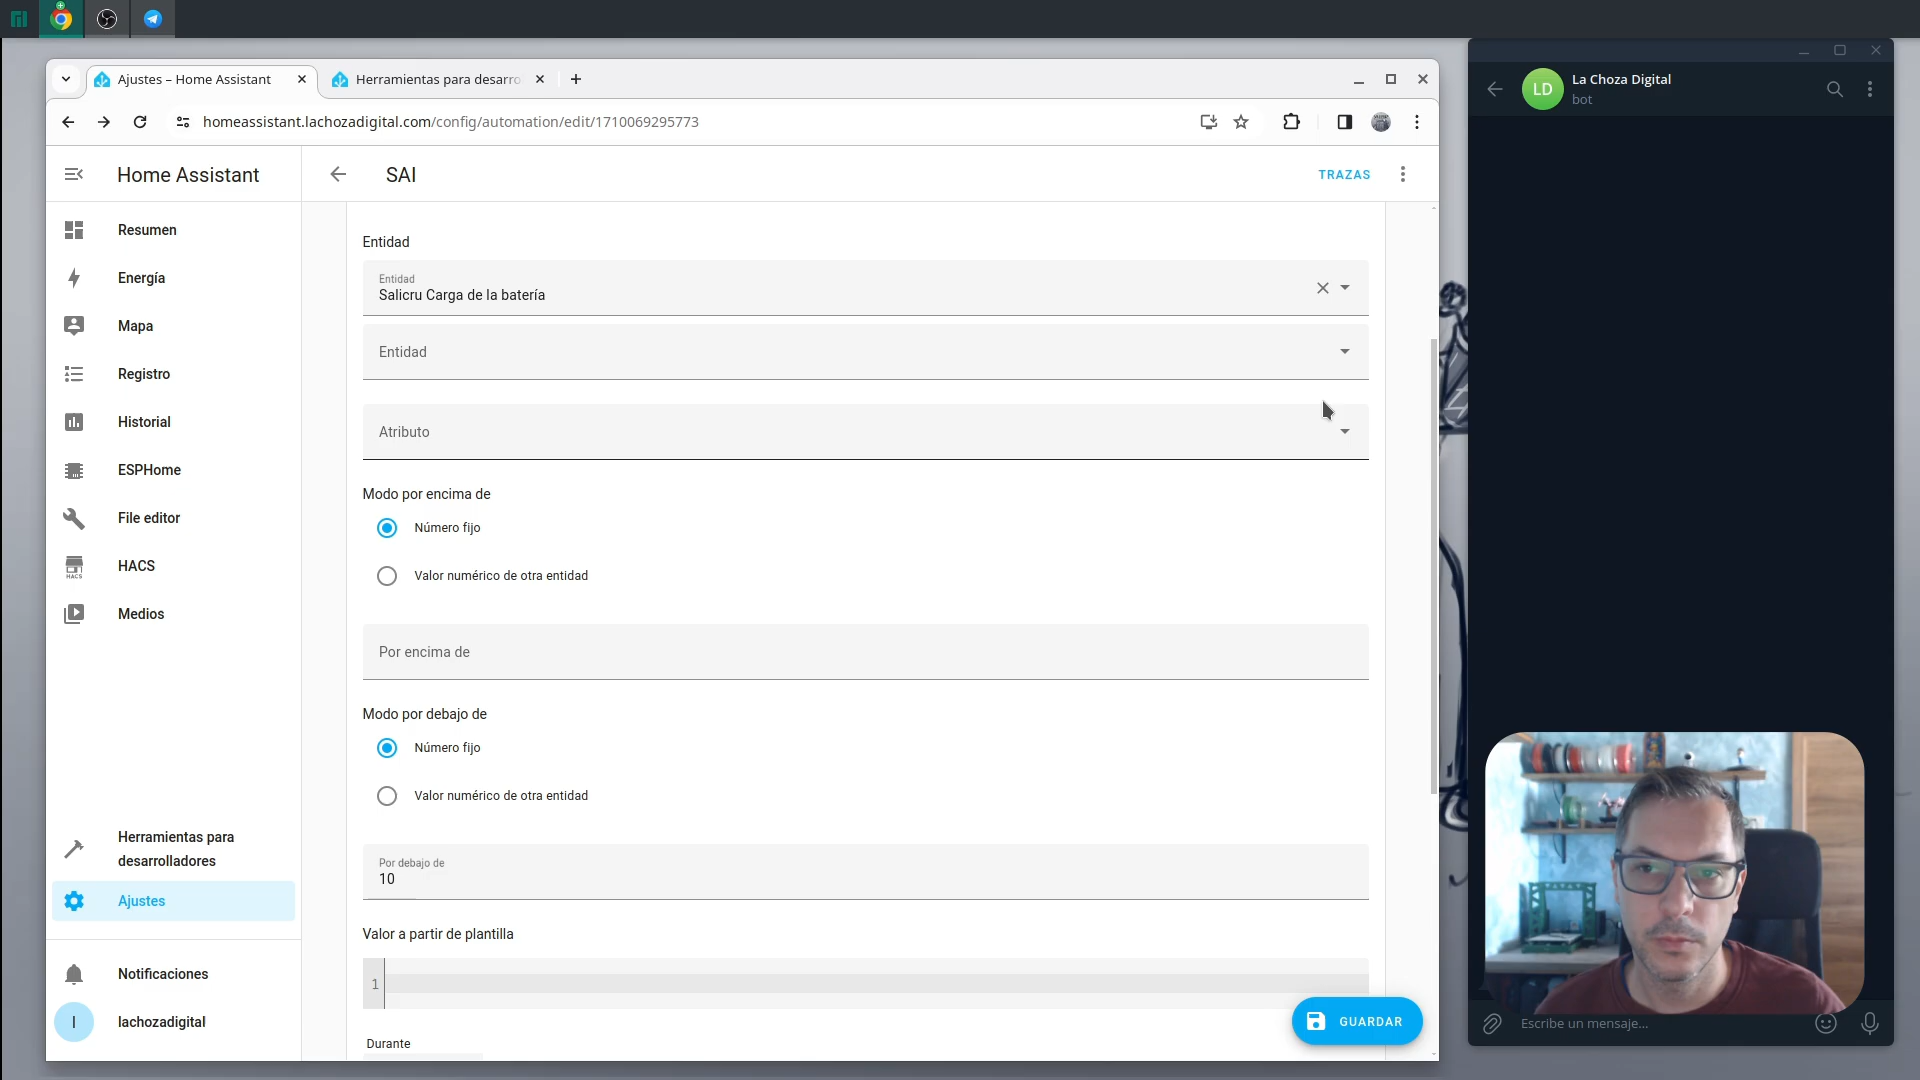 Ajustes – Home Assistant
Herramientas para desarro
homeassistant.lachozadigital.com/config/automation/edit/1710069295773
Home Assistant
SAI
TRAZAS
Resumen
Energía
Mapa
Registro
Historial
ESPHome
File editor
HACS
HACS
Medios
Herramientas para
desarrolladores
Ajustes
Notificaciones
l
lachozadigital
Entidad
Entidad
Salicru Carga de la batería
Entidad
Atributo
Modo por encima de
Número fijo
Valor numérico de otra entidad
Por encima de
Modo por debajo de
Número fijo
Valor numérico de otra entidad
Por debajo de
10
Valor a partir de plantilla
1
Durante
GUARDAR
LD
La Choza Digital
bot
Escribe un mensaje...